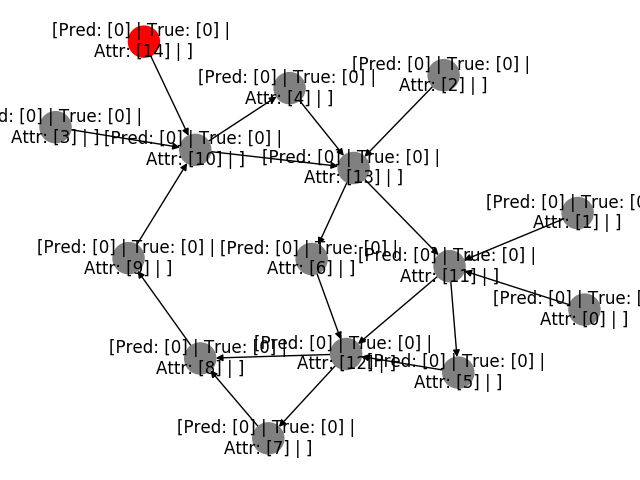 [Pred: [0] | True: [0] |
Attr: [14] | ]
[Pred: [0] | True: [0] |
Attr: [2] | ]
[Pred: [0] | True: [0] |
Attr: [4] | ]
d: [0] | True: [0] |
Attr: [3] | ]
[Pred: [0] | True: [0] |
Attr: [10] | ]
[Pred: [0] | True: [0] |
Attr: [13] | ]
[Pred: [0] | True: [0]
Attr: [1] | ]
[Pred: [0] | True: [0] |
Attr: [9] | ]
[Pred: [0] | True: [0] |
Attr: [6] | ]
[Pred: [0] | True: [0] |
Attr: [11] | ]
[Pred: [0] | True: [0]
Attr: [0] | ]
[Pred: [0] | True: [0] |
Attr: [8] | ]
[Pred: [0] | True: [0] |
Attr: [12] | ]
[Pred: [0] | True: [0] |
Attr: [5] | ]
[Pred: [0] | True: [0] |
Attr: [7] | ]